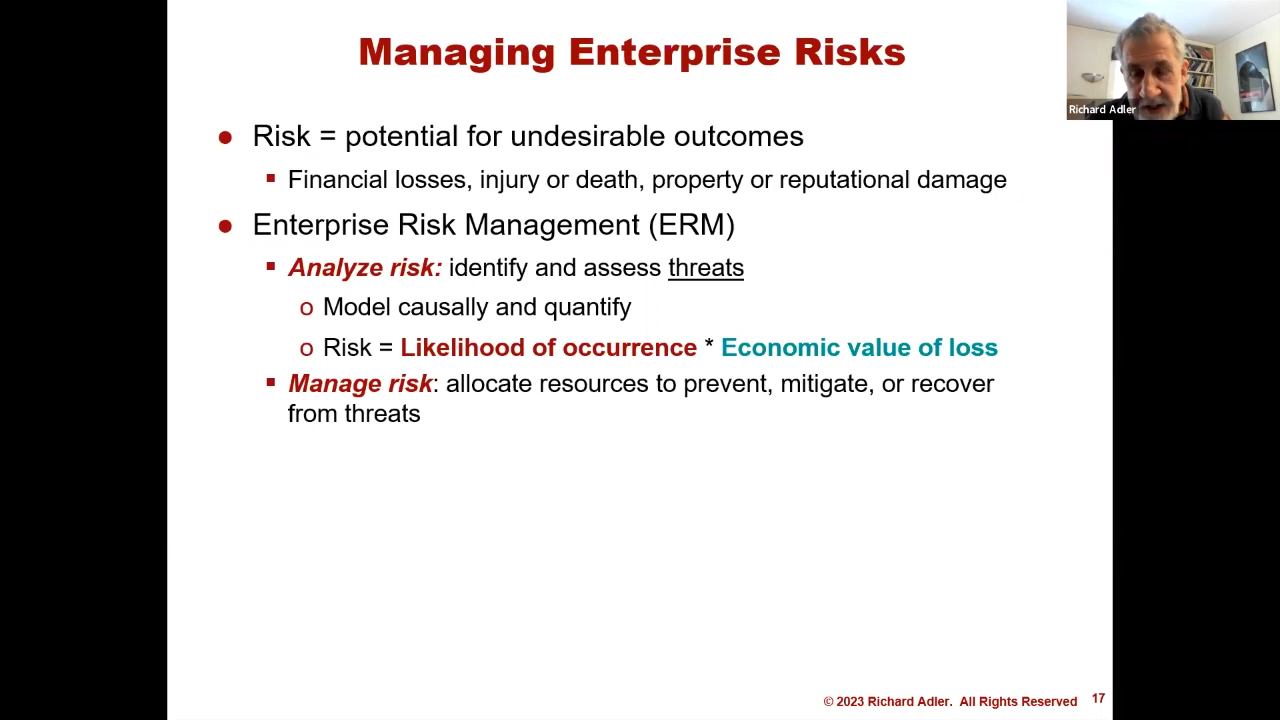 Managing Enterprise Risks
Richard Adler
● Risk = potential for undesirable outcomes
▪ Financial losses, injury or death, property or reputational damage
● Enterprise Risk Management (ERM)
▪ Analyze risk: identify and assess threats
o Model causally and quantify
o Risk = Likelihood of occurrence * Economic value of loss
▪ Manage risk: allocate resources to prevent, mitigate, or recover
from threats
© 2023 Richard Adler. All Rights Reserved 17